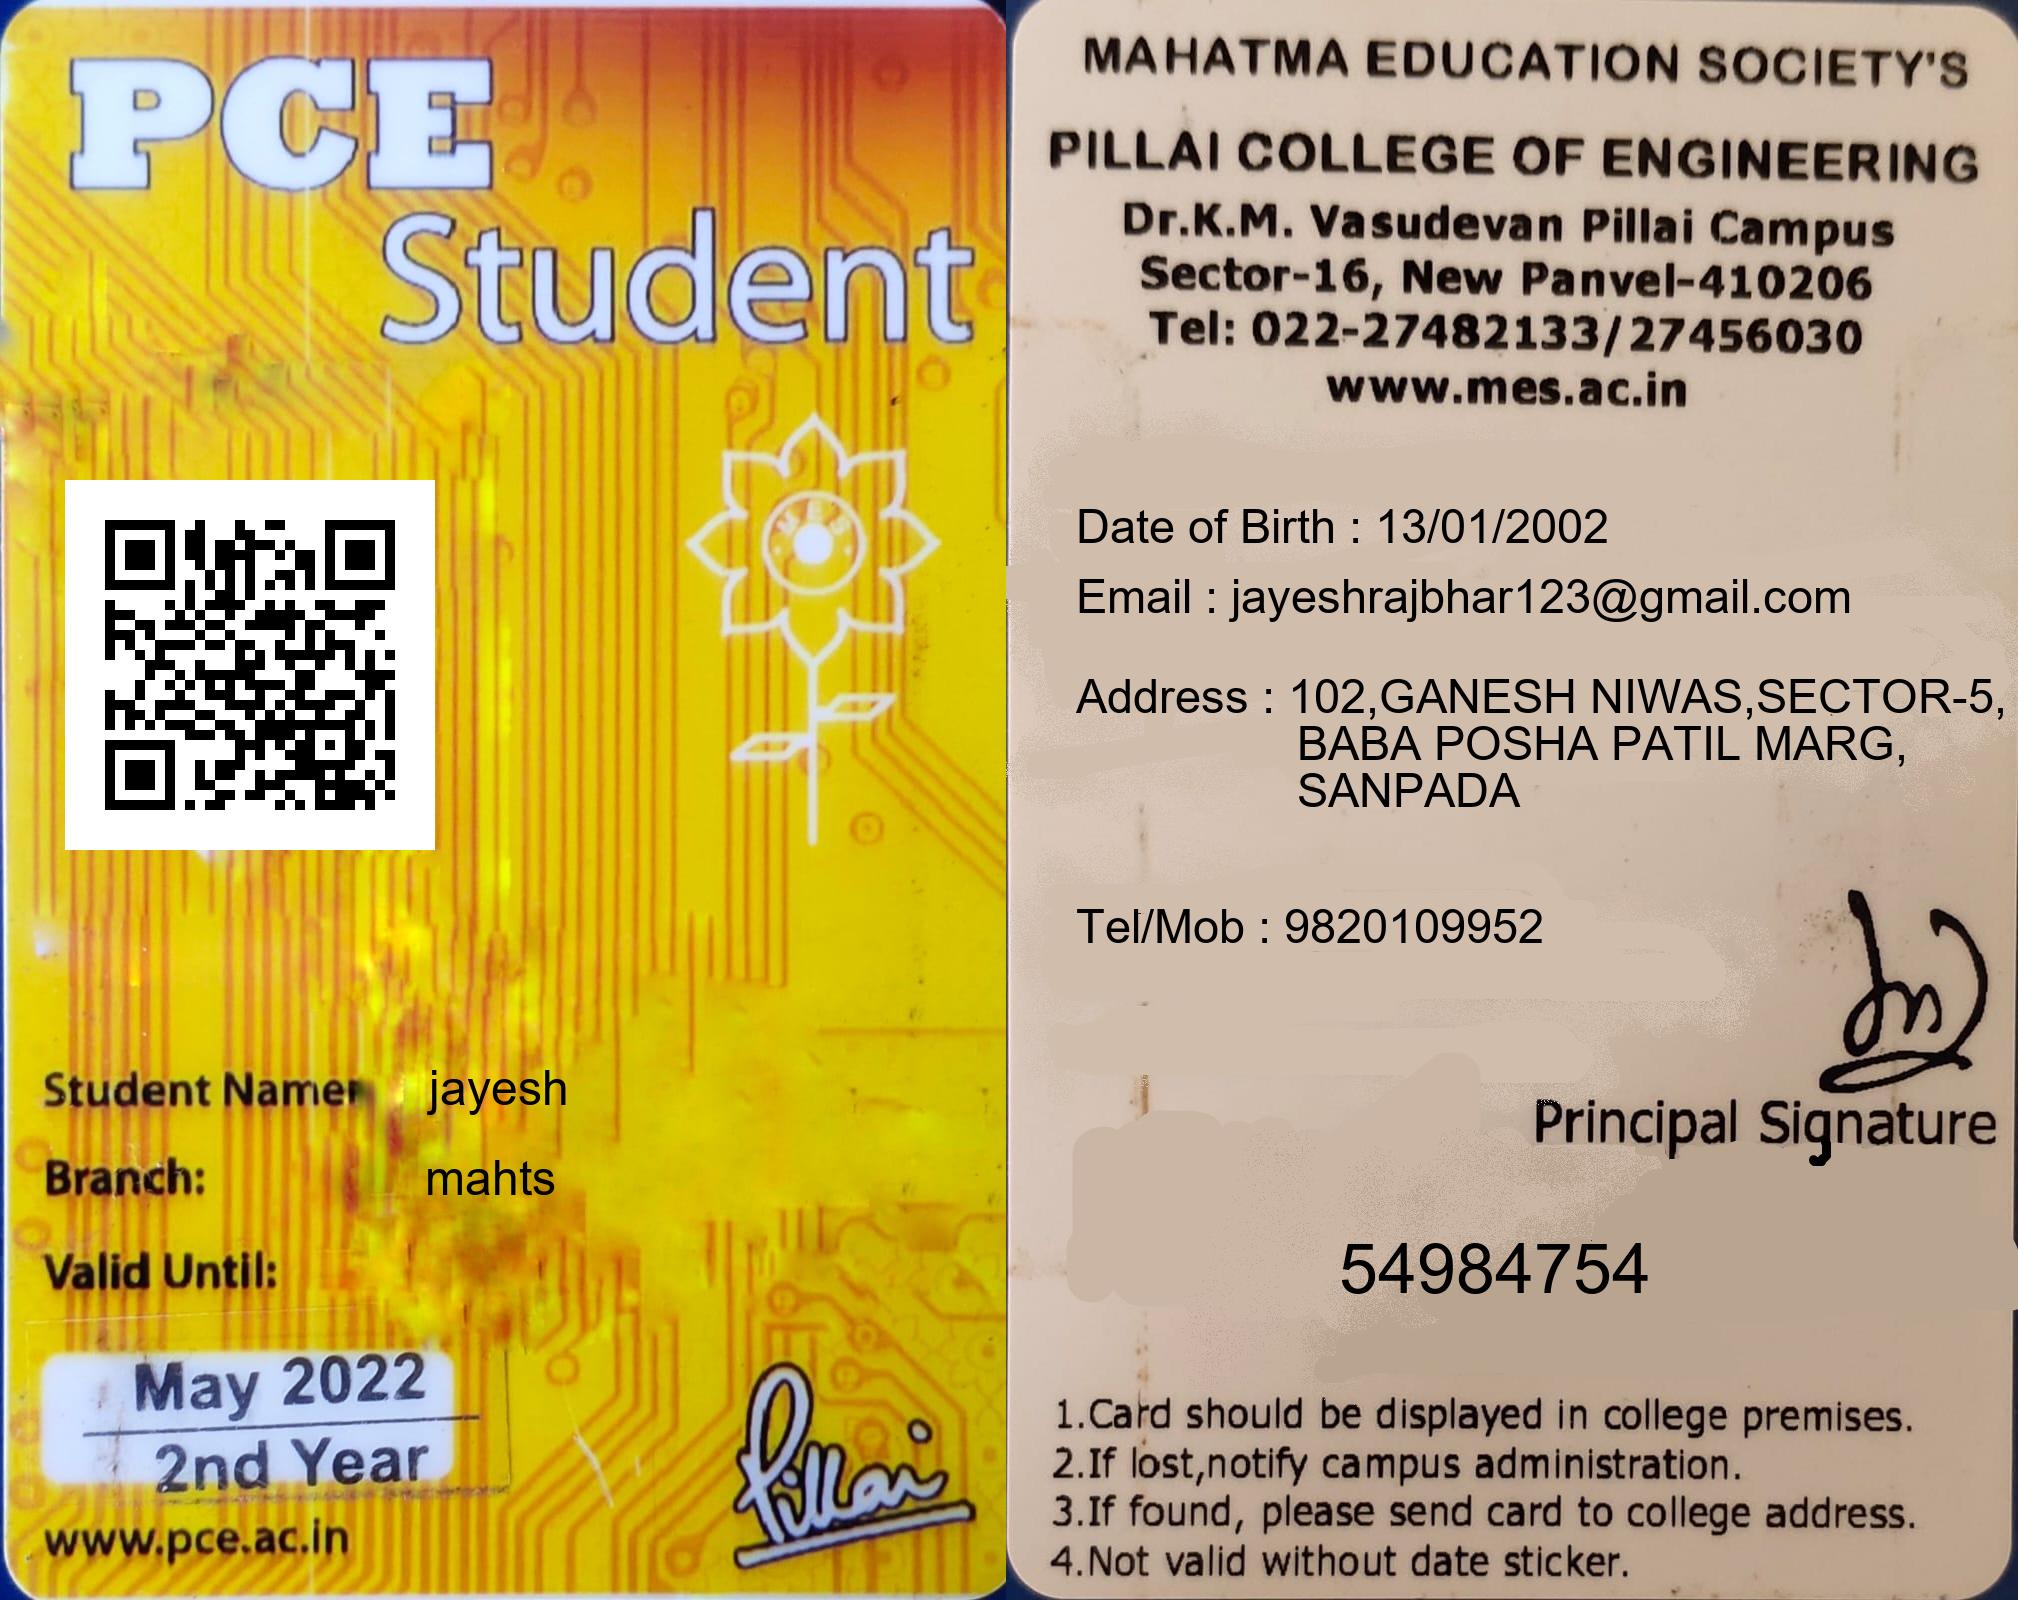 PCE
Student
Student Name:
jayesh
Branch:
mahts
Valid Until:
May 2022
2nd Year
www.pce.ac.in
Pillai
MAHATMA EDUCATION SOCIETY'S
PILLAI COLLEGE OF ENGINEERING
Dr.K.M. Vasudevan Pillai Campus
Sector-16, New Panvel-410206
Tel: 022-27482133/27456030
www.mes.ac.in
Date of Birth : 13/01/2002
Email : jayeshrajbhar123@gmail.com
Address : 102,GANESH NIWAS,SECTOR-5,
BABA POSHA PATIL MARG,
SANPADA
Tel/Mob : 9820109952
Principal Signature
54984754
1.Card should be displayed in college premises.
2.If lost,notify campus administration.
3.If found, please send card to college address.
4.Not valid without date sticker.